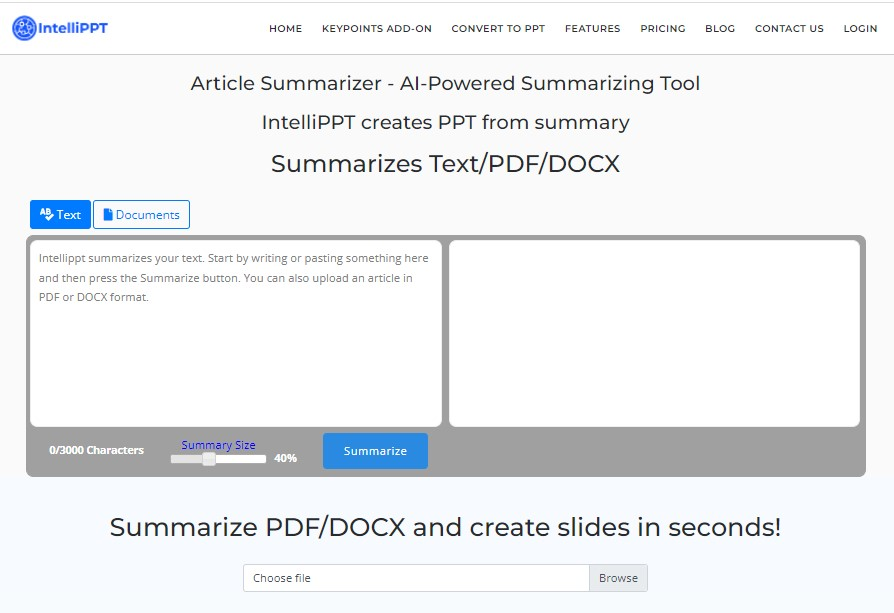 IntelliPPT
HOME KEYPOINTS ADD-ON CONVERT TO PPT FEATURES PRICING BLOG CONTACT US LOGIN
Article Summarizer - AI-Powered Summarizing Tool
IntelliPPT creates PPT from summary
Summarizes Text/PDF/DOCX
AB Text Documents
Intellippt summarizes your text. Start by writing or pasting something here
and then press the Summarize button. You can also upload an article in
PDF or DOCX format.
0/3000 Characters Summary Size 40% Summarize
Summarize PDF/DOCX and create slides in seconds!
Choose file Browse